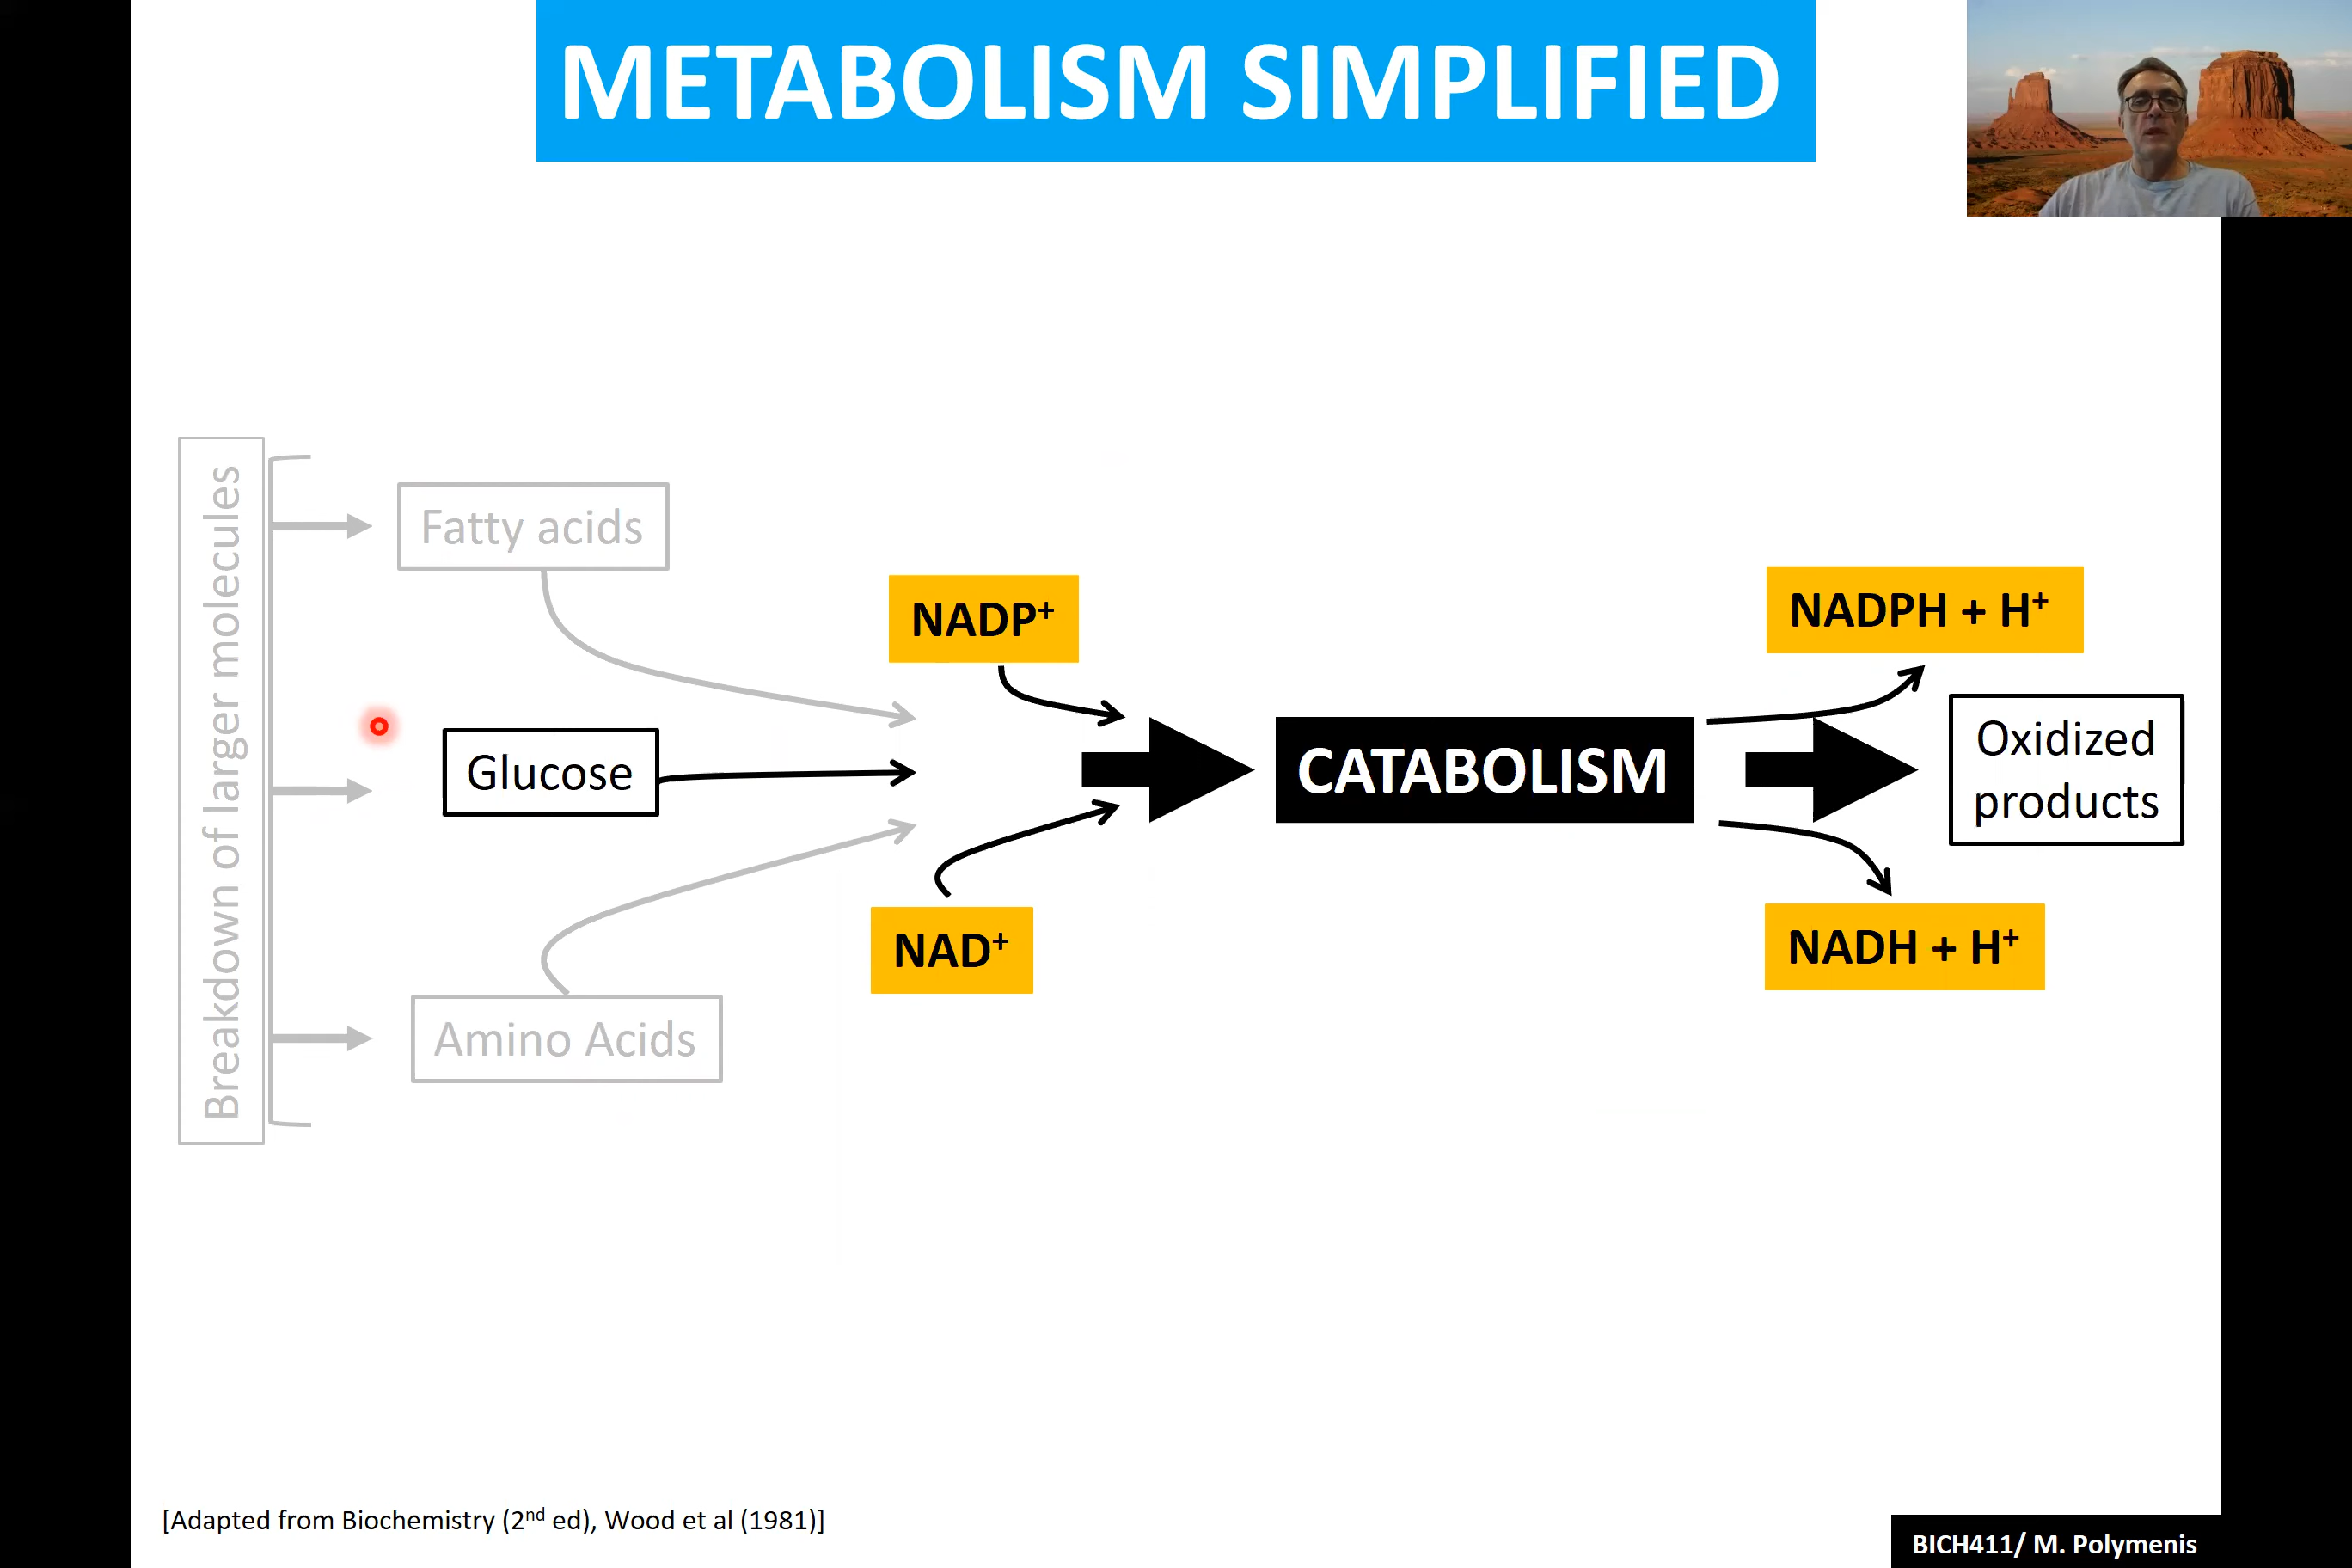 METABOLISM SIMPLIFIED
Breakdown of larger molecules
Fatty acids
Glucose
Amino Acids
NADP⁺
NAD⁺
CATABOLISM
NADPH + H⁺
Oxidized
products
NADH + H⁺
[Adapted from Biochemistry (2nd ed), Wood et al (1981)]
BICH411/ M. Polymenis